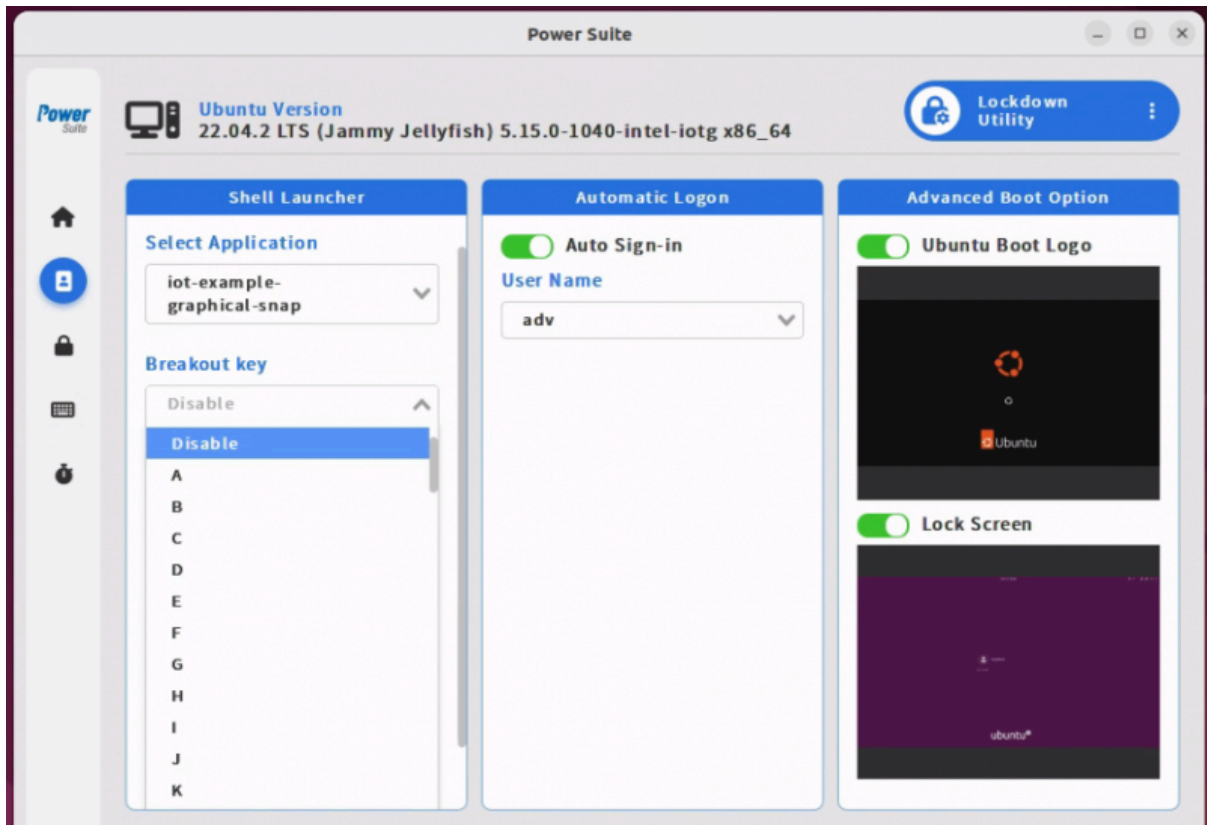 Power Suite
Power
Suite
Ubuntu Version
22.04.2 LTS (Jammy Jellyfish) 5.15.0-1040-intel-iotg x86_64
Lockdown
Utility
Shell Launcher
Select Application
iot-example-
graphical-snap
Breakout key
Disable
Disable
A
B
C
D
E
F
G
H
I
J
K
Automatic Logon
Auto Sign-in
User Name
adv
Advanced Boot Option
Ubuntu Boot Logo
Ubuntu
Lock Screen
ubuntu